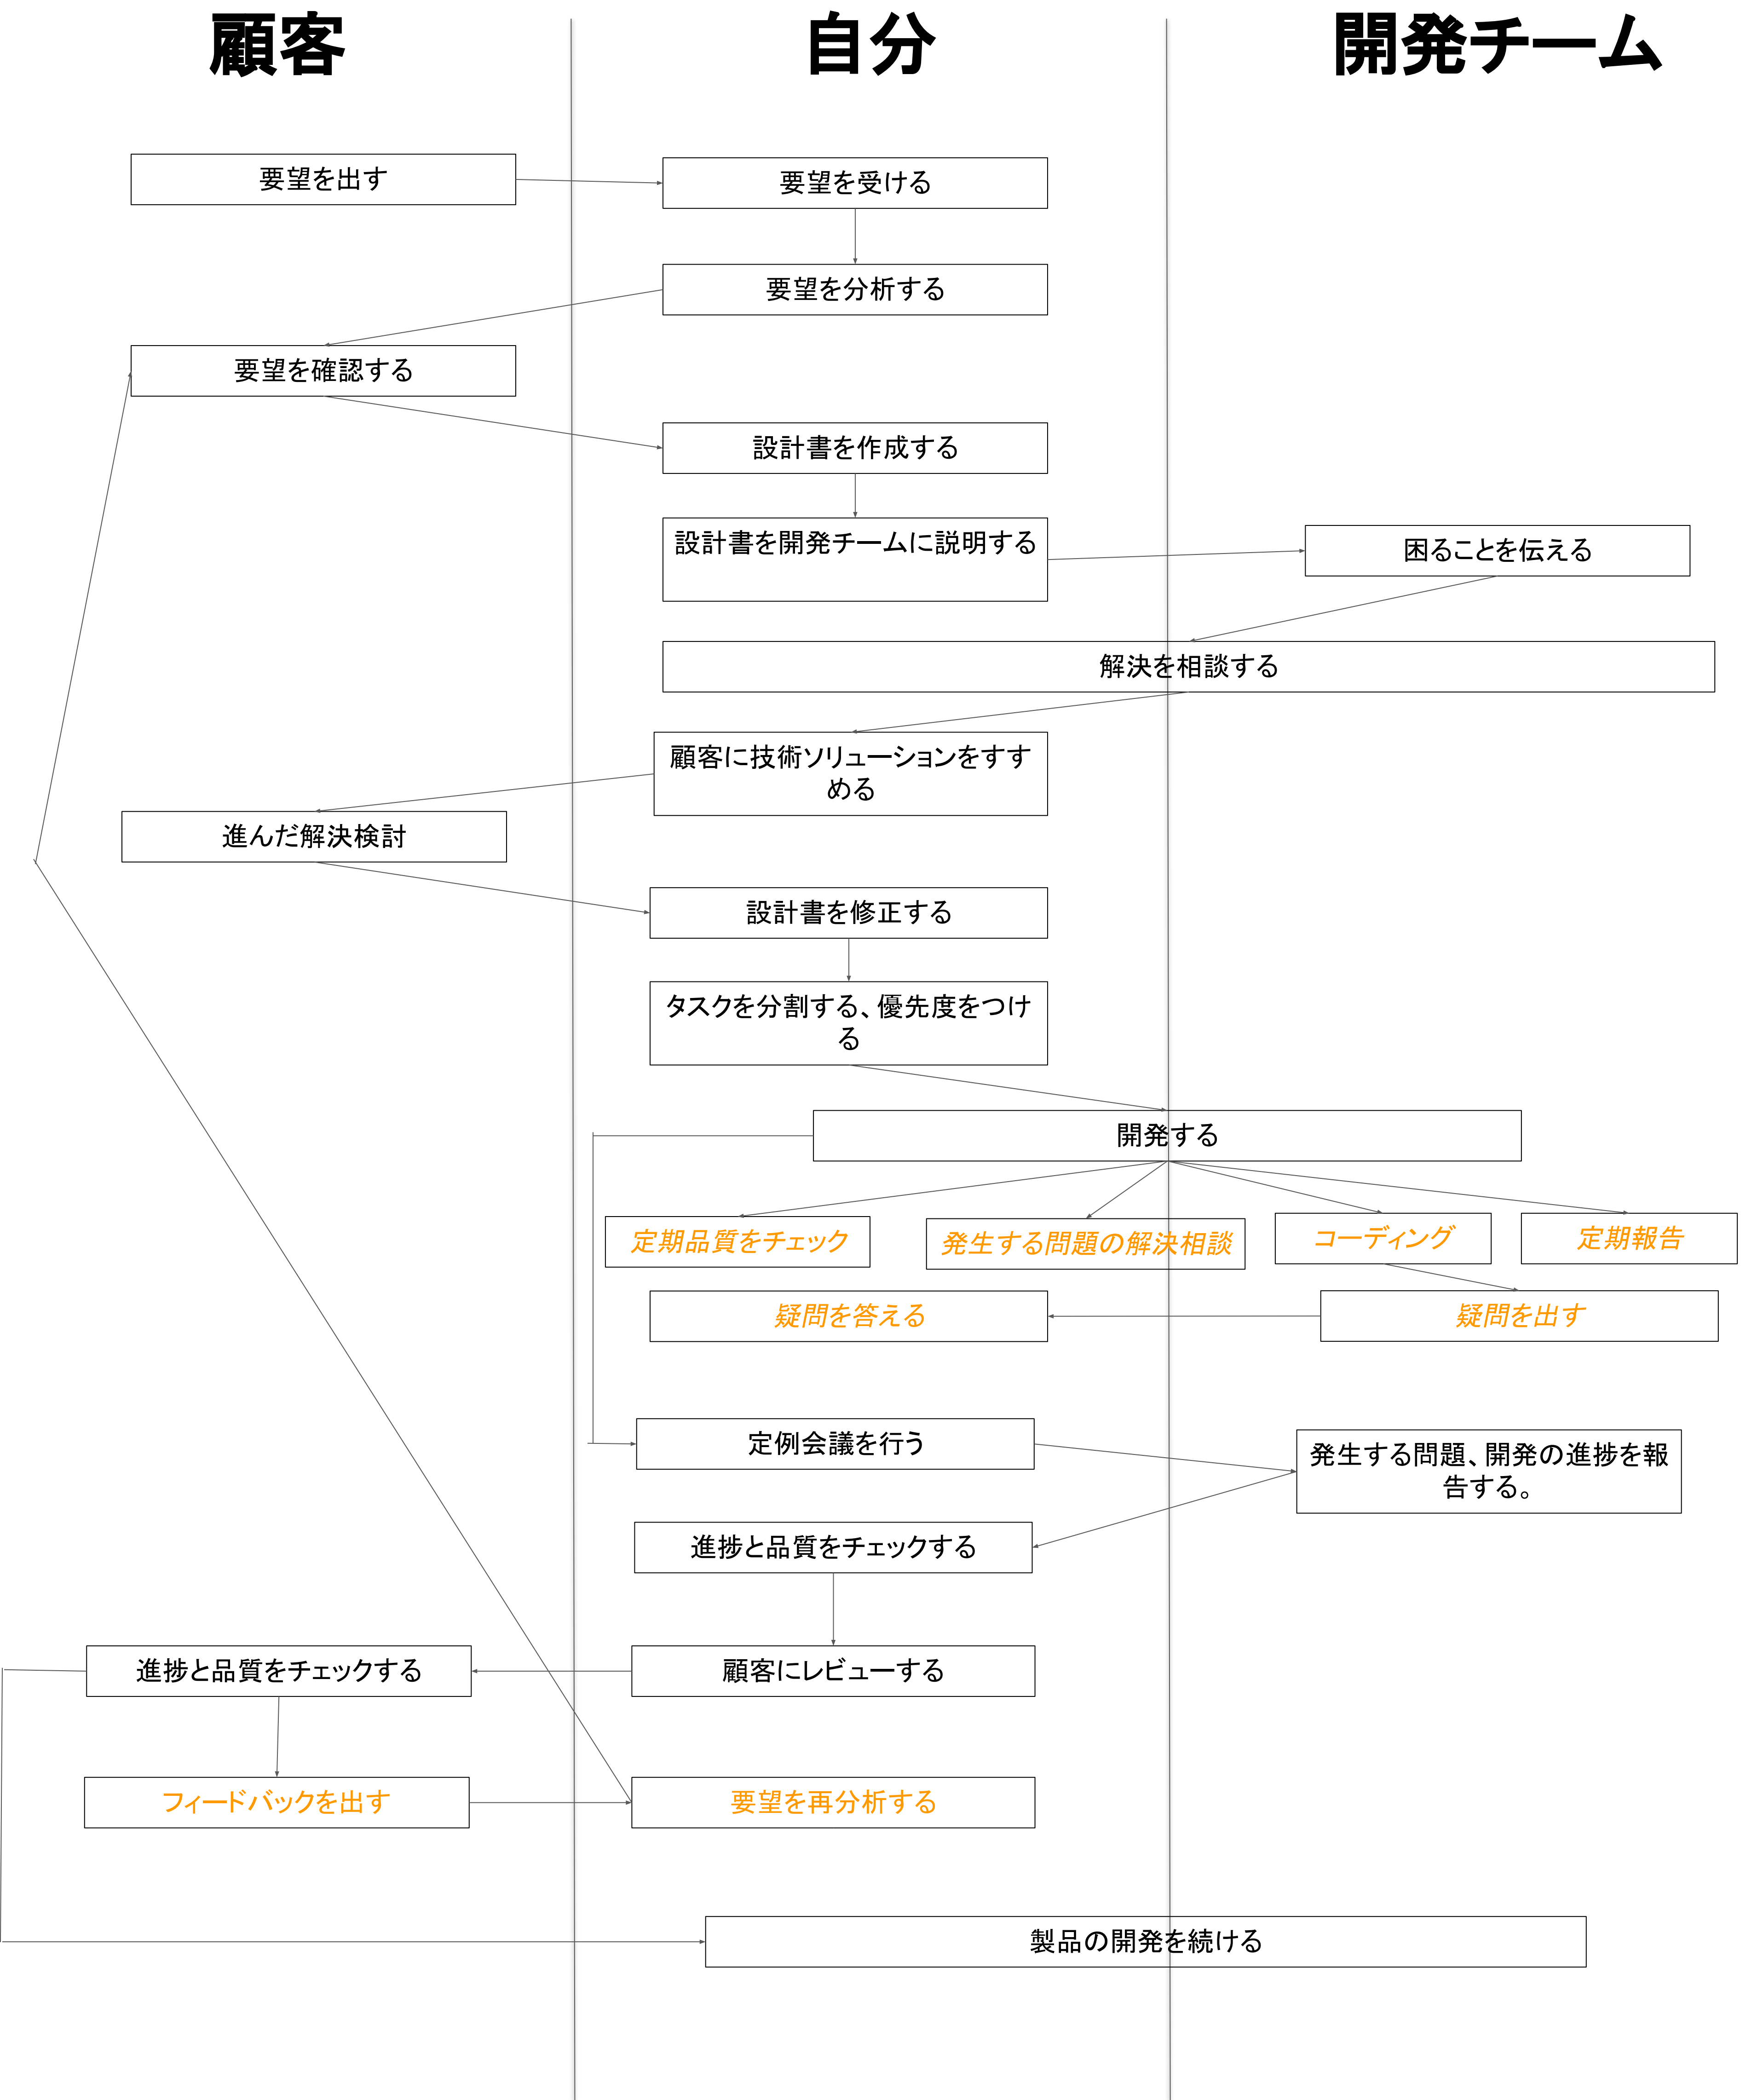 顧客
自分
開発チーム
要望を出す
要望を受ける
要望を分析する
要望を確認する
設計書を作成する
設計書を開発チームに説明する
困ることを伝える
解決を相談する
顧客に技術ソリューションをすす
める
進んだ解決検討
設計書を修正する
タスクを分割する、優先度をつけ
る
開発する
定期品質をチェック
発生する問題の解決相談
コーディング
定期報告
疑問を答える
疑問を出す
定例会議を行う
発生する問題、開発の進捗を報
告する。
進捗と品質をチェックする
進捗と品質をチェックする
顧客にレビューする
フィードバックを出す
要望を再分析する
製品の開発を続ける